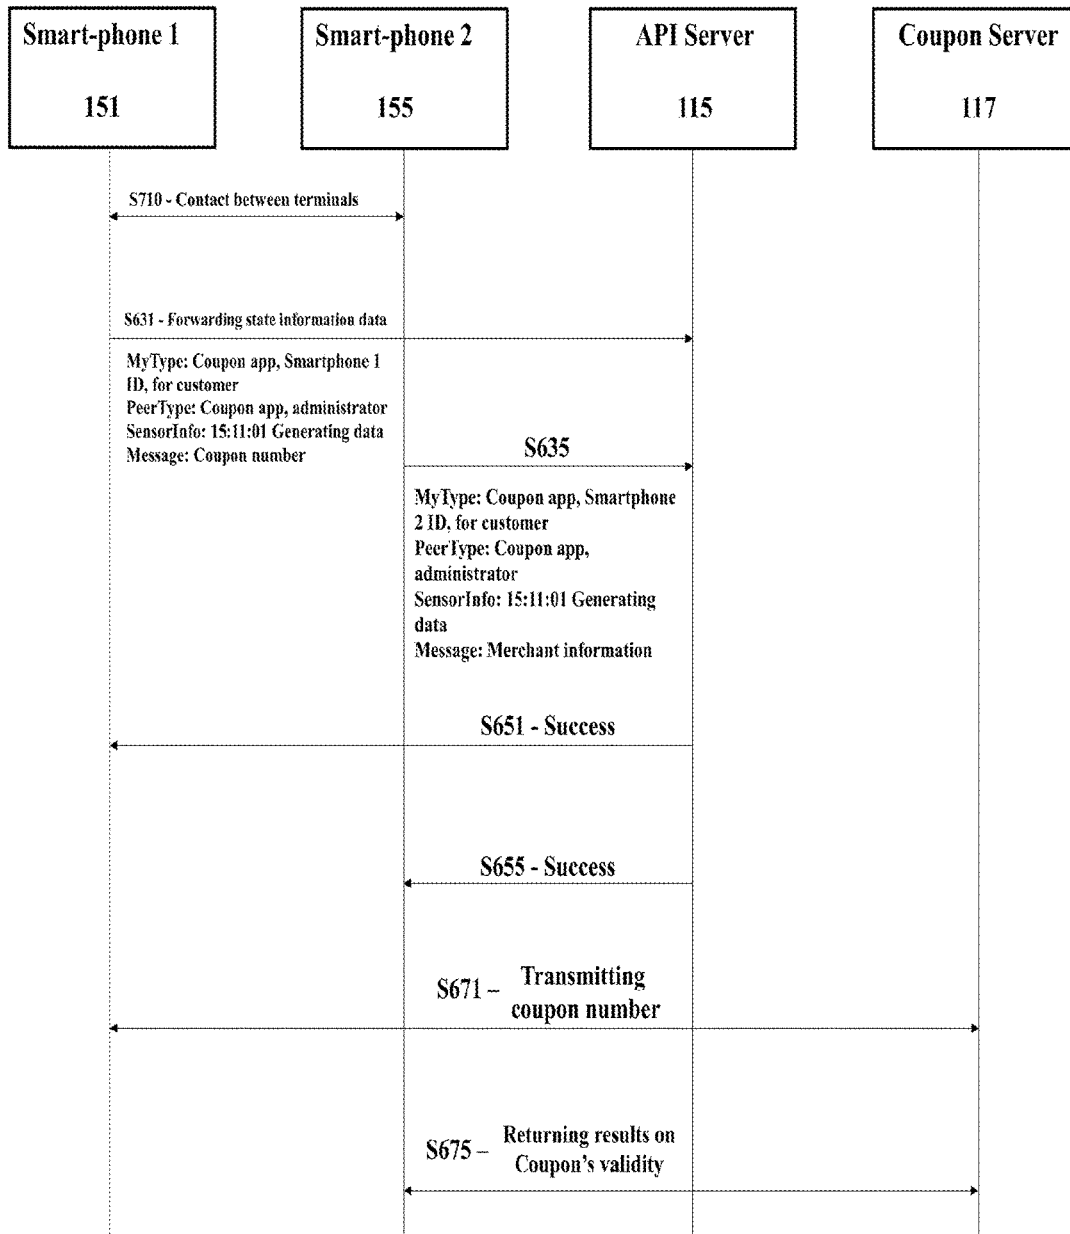 Smart-phone 1
151
Smart-phone 2
155
API Server
115
Coupon Server
117
S710 - Contact between terminals
S631 - Forwarding state information data
MyType: Coupon app, Smartphone 1
ID, for customer
PeerType: Coupon app, administrator
SensorInfo: 15:11:01 Generating data
Message: Coupon number
S635
MyType: Coupon app, Smartphone
2 ID, for customer
PeerType: Coupon app,
administrator
SensorInfo: 15:11:01 Generating
data
Message: Merchant information
S651 - Success
S655 - Success
S671 – Transmitting
coupon number
S675 – Returning results on
Coupon's validity